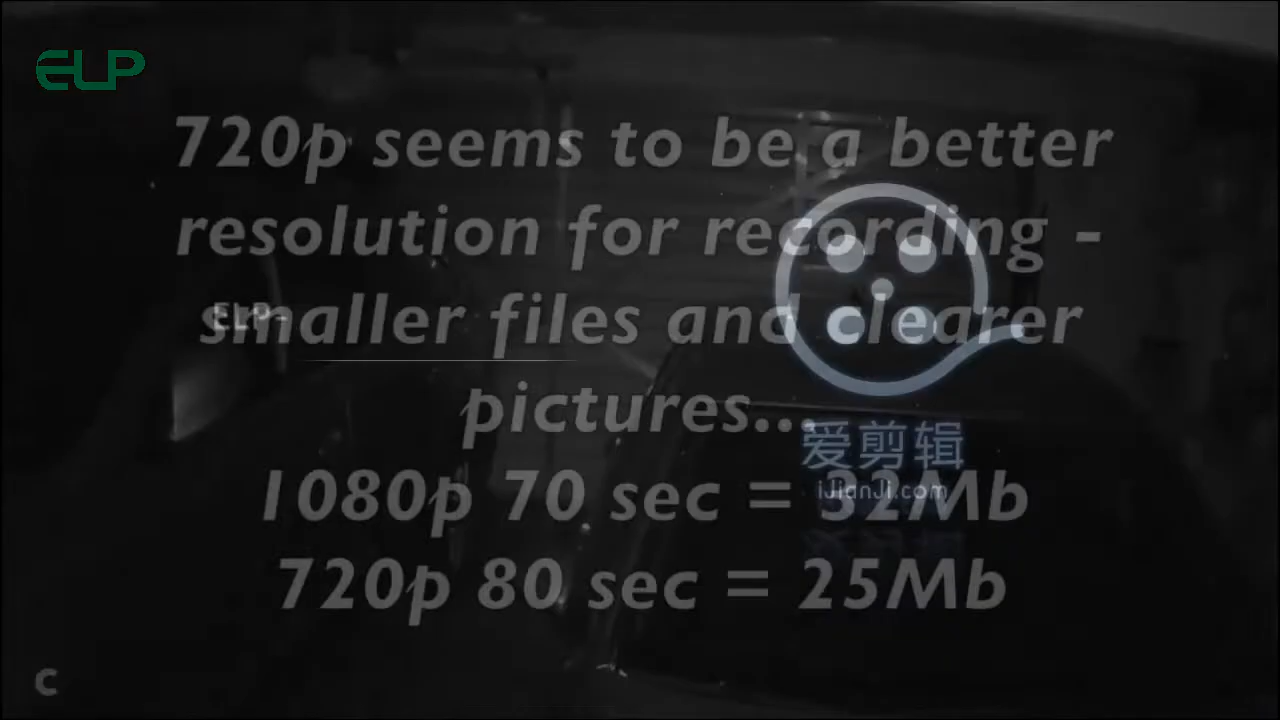 ELP
720p seems to be a better
resolution for recording -
smaller files and clearer
ELP-
pictures...
爱剪辑
iJianJi.com
1080p 70 sec = 32Mb
720p 80 sec = 25Mb
C